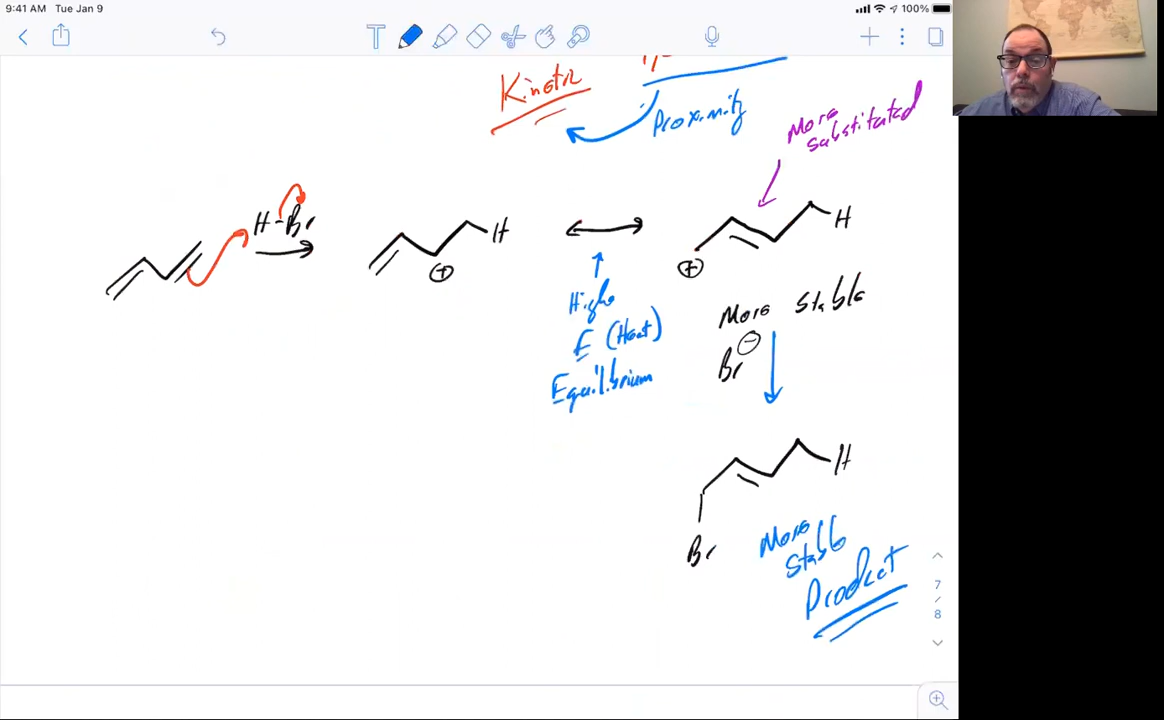 9:41 AM Tue Jan 9
100%
T
Kinetic
Proximity
More
substituted
H-Br
H
H
+
+
Higher
E (Heat)
Equilibrium
More Stable
Br -
H
Br
More
Stable
Product
7
/
8